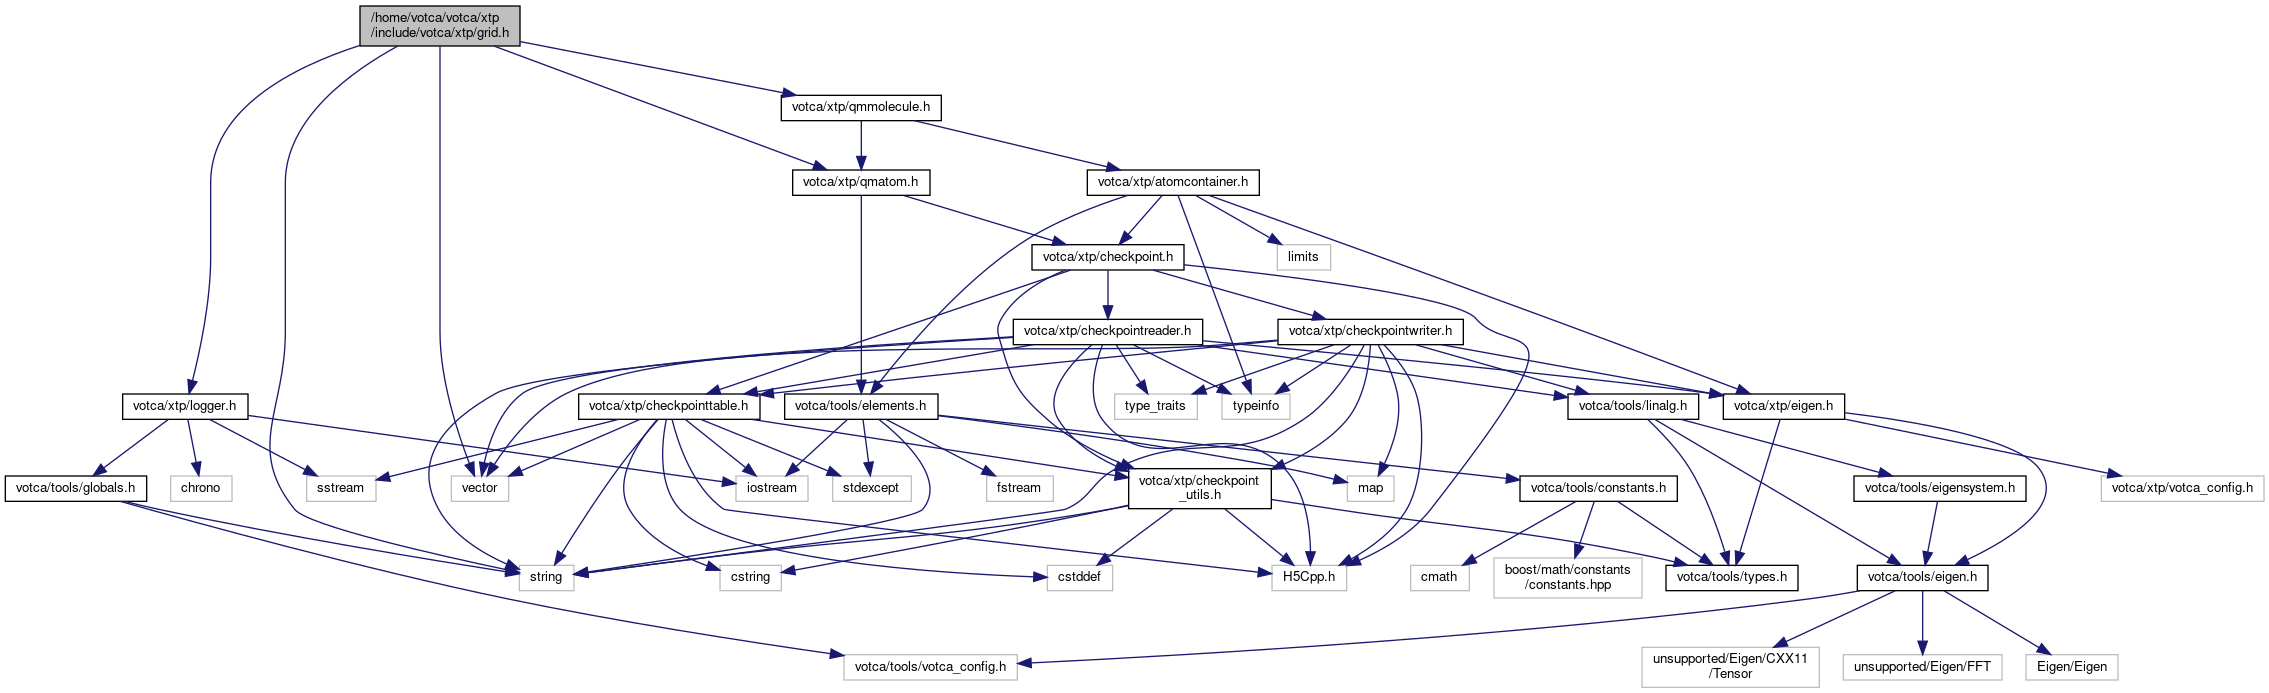 /home/votca/votca/xtp
/include/votca/xtp/grid.h
votca/xtp/qmmolecule.h
votca/xtp/qmatom.h
votca/xtp/atomcontainer.h
votca/xtp/checkpoint.h
limits
votca/xtp/checkpointreader.h
votca/xtp/checkpointwriter.h
votca/xtp/logger.h
votca/xtp/checkpointtable.h
votca/tools/elements.h
type_traits
typeinfo
votca/tools/linalg.h
votca/xtp/eigen.h
votca/tools/globals.h
chrono
sstream
vector
iostream
stdexcept
fstream
votca/xtp/checkpoint
_utils.h
map
votca/tools/constants.h
votca/tools/eigensystem.h
votca/xtp/votca_config.h
string
cstring
cstddef
H5Cpp.h
cmath
boost/math/constants
/constants.hpp
votca/tools/types.h
votca/tools/eigen.h
votca/tools/votca_config.h
unsupported/Eigen/CXX11
/Tensor
unsupported/Eigen/FFT
Eigen/Eigen